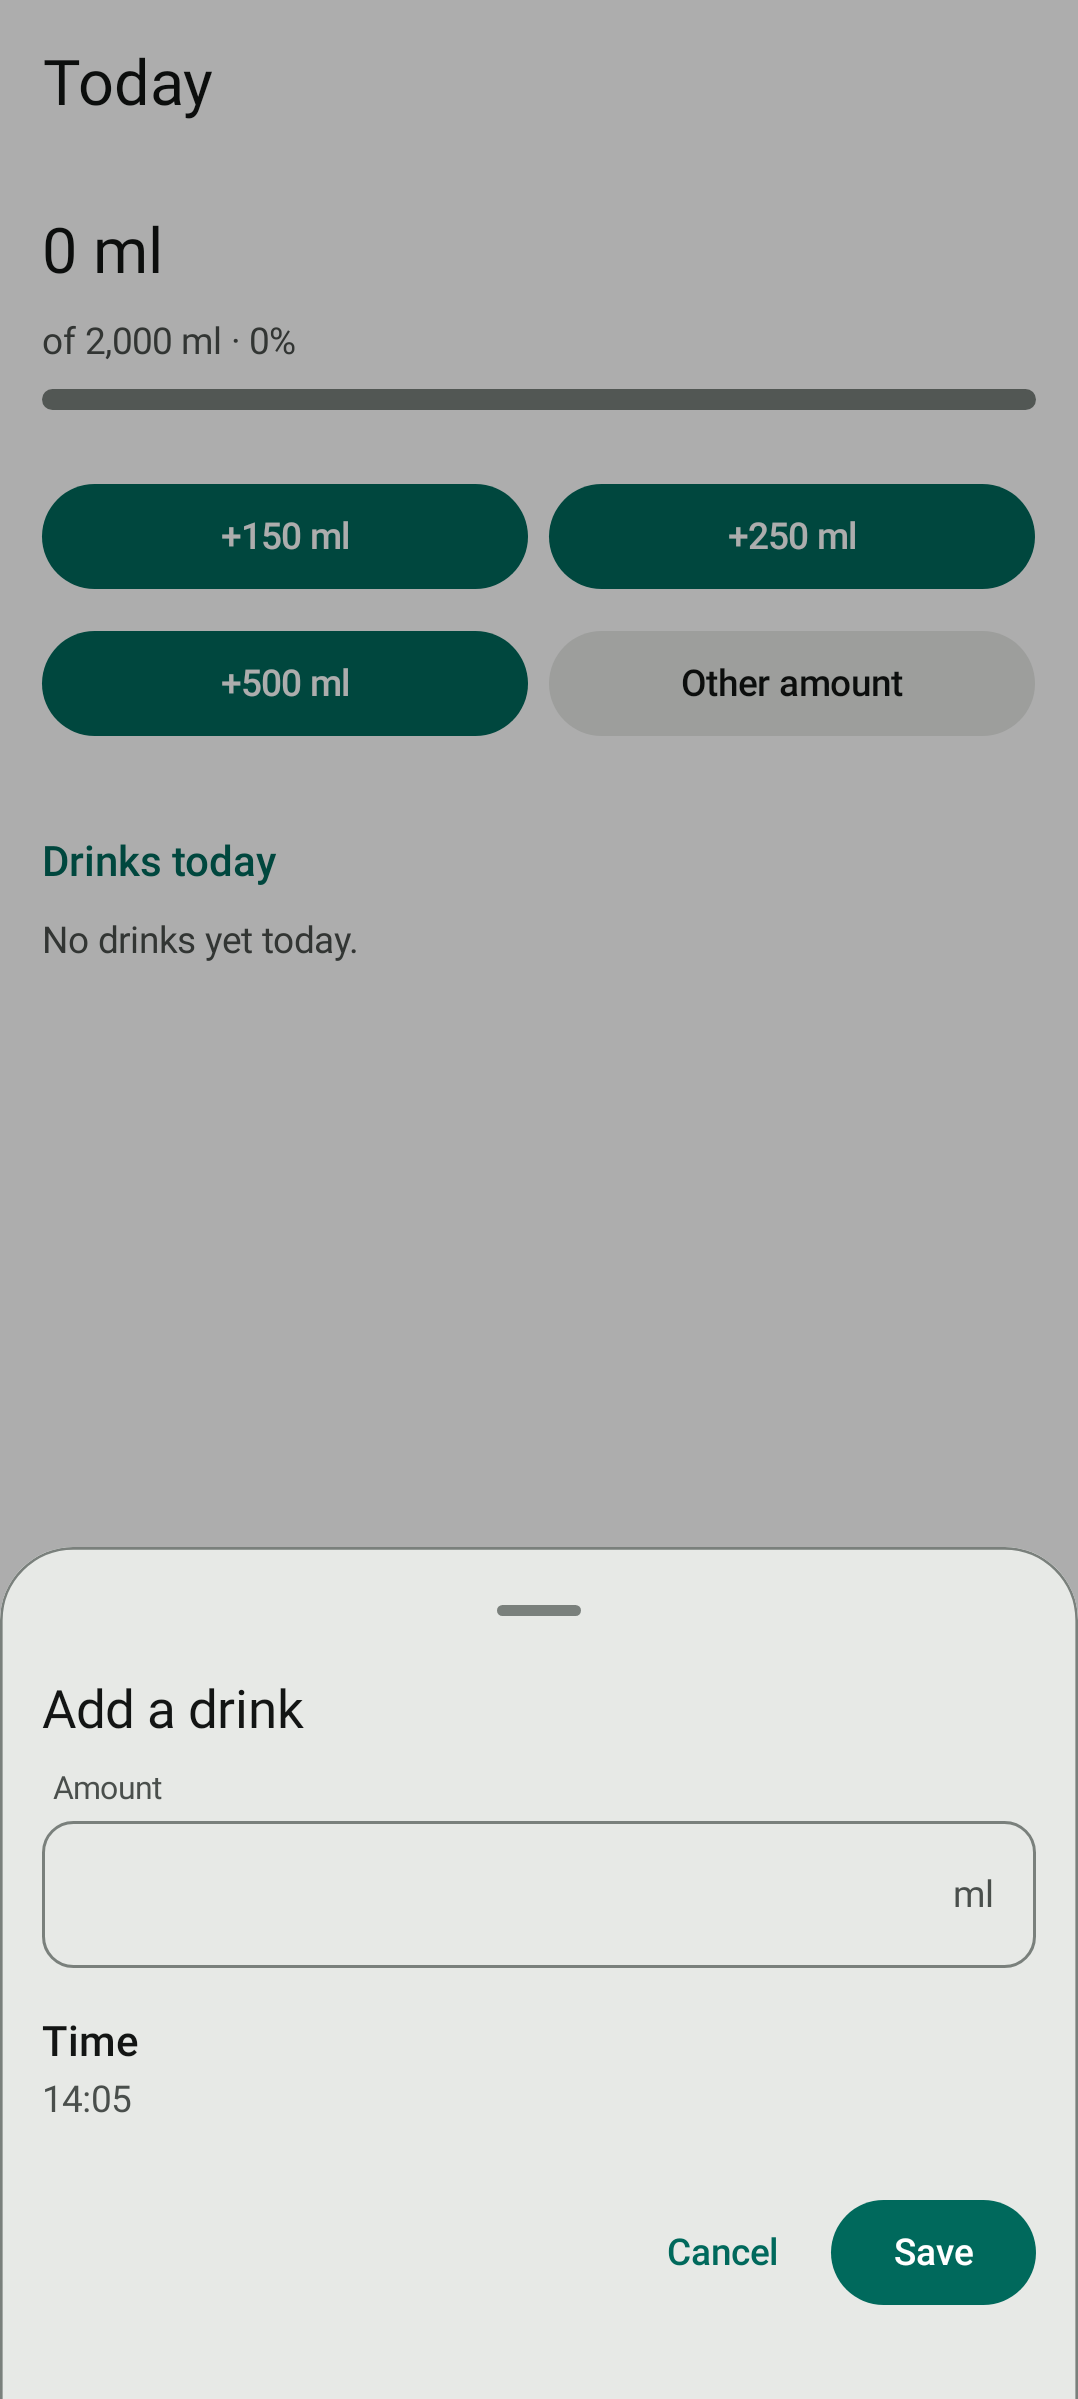 Today
0 ml
of 2,000 ml · 0%
+150 ml
+250 ml
+500 ml
Other amount
Drinks today
No drinks yet today.
Add a drink
Amount
ml
Time
14:05
Cancel
Save